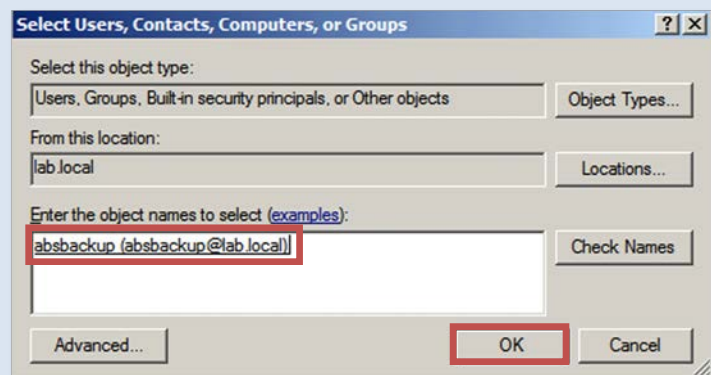 Select Users, Contacts, Computers, or Groups
Select this object type:
Users, Groups, Built-in security principals, or Other objects Object Types...
From this location:
lab.local Locations...
Enter the object names to select (examples):
absbackup (absbackup@lab.local) Check Names
Advanced... OK Cancel